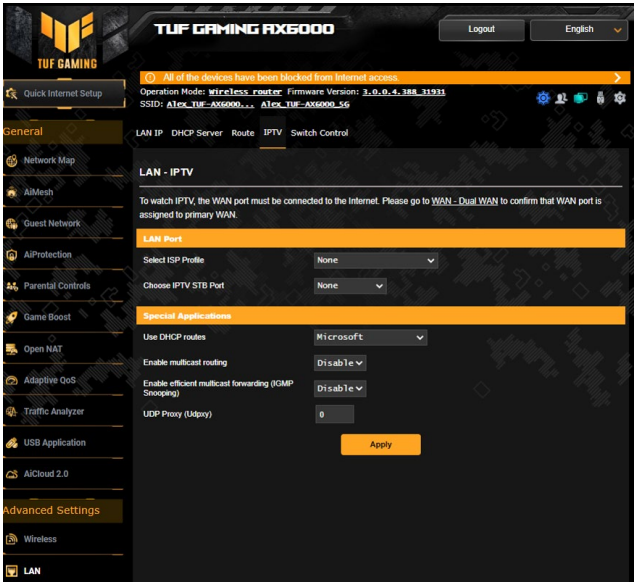 TUF GAMING
TUF GAMING AX6000
Logout
English
Quick Internet Setup
All of the devices have been blocked from Internet access.
Operation Mode: Wireless router Firmware Version: 3.0.0.4.388_31931
SSID: Alex_TUF-AX6000... Alex_TUF-AX6000_5G
General
Network Map
AiMesh
Guest Network
AiProtection
Parental Controls
Game Boost
Open NAT
Adaptive QoS
Traffic Analyzer
USB Application
AiCloud 2.0
Advanced Settings
Wireless
LAN
LAN IP DHCP Server Route IPTV Switch Control
LAN - IPTV
To watch IPTV, the WAN port must be connected to the Internet. Please go to WAN - Dual WAN to confirm that WAN port is
assigned to primary WAN.
LAN Port
Select ISP Profile None
Choose IPTV STB Port None
Special Applications
Use DHCP routes Microsoft
Enable multicast routing Disable
Enable efficient multicast forwarding (IGMP
Snooping) Disable
UDP Proxy (Udpxy) 0
Apply